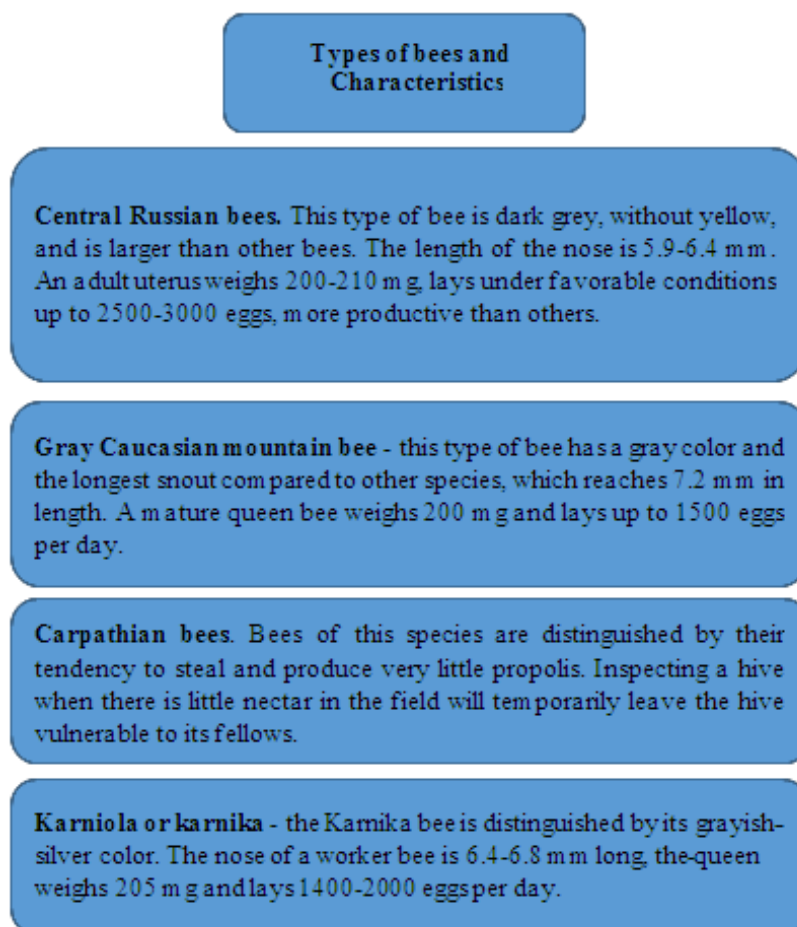 Types of bees and
Characteristics
Central Russian bees. This type of bee is dark grey, without yellow,
and is larger than other bees. The length of the nose is 5.9-6.4 mm.
An adult uterus weighs 200-210 mg, lays under favorable conditions
up to 2500-3000 eggs, more productive than others.
Gray Caucasian mountain bee - this type of bee has a gray color and
the longest snout compared to other species, which reaches 7.2 mm in
length. A mature queen bee weighs 200 mg and lays up to 1500 eggs
per day.
Carpathian bees. Bees of this species are distinguished by their
tendency to steal and produce very little propolis. Inspecting a hive
when there is little nectar in the field will temporarily leave the hive
vulnerable to its fellows.
Karniola or karnika - the Karnika bee is distinguished by its grayish-
silver color. The nose of a worker bee is 6.4-6.8 mm long, the-queen
weighs 205 mg and lays 1400-2000 eggs per day.